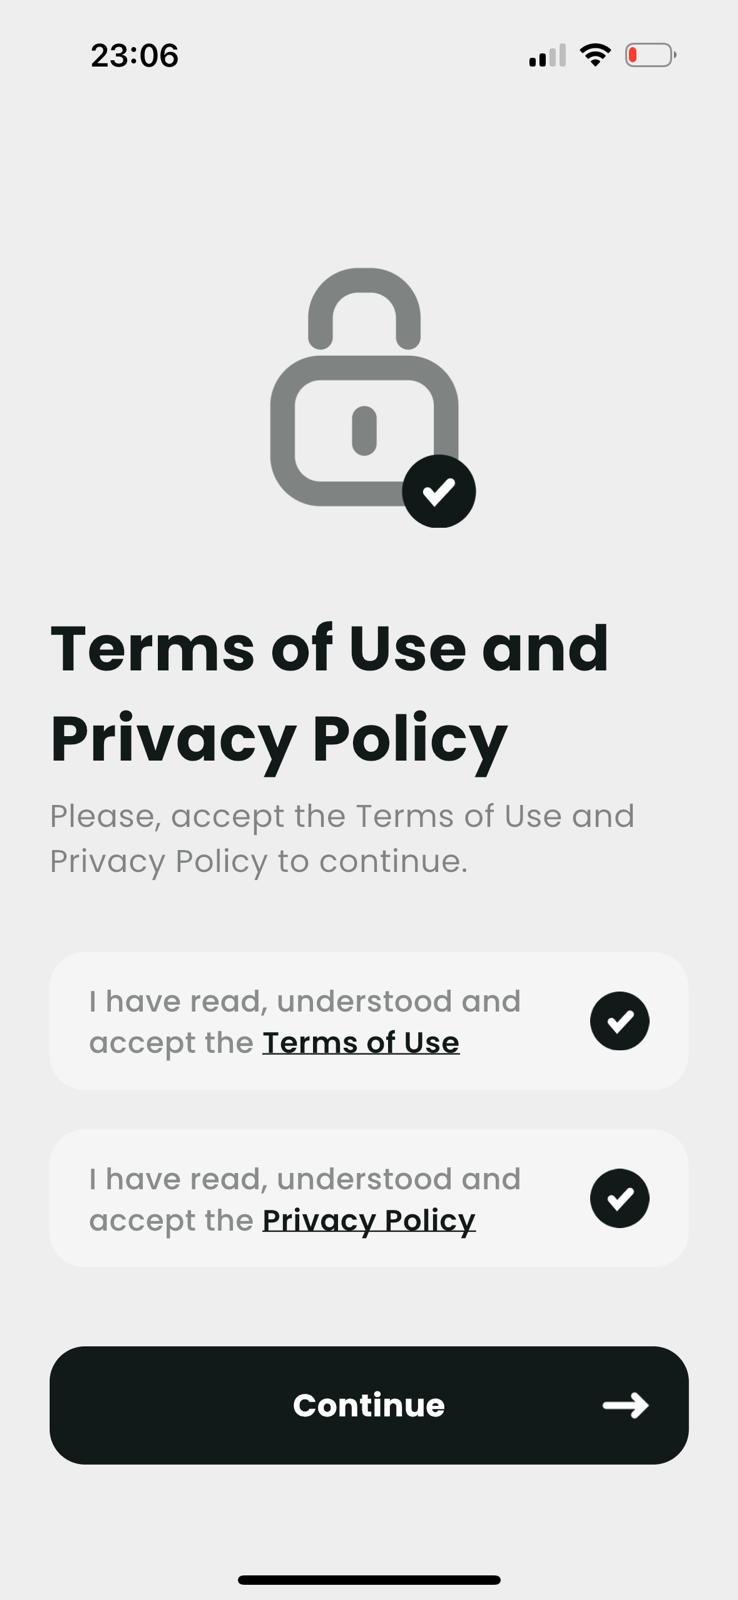 23:06
Terms of Use and
Privacy Policy
Please, accept the Terms of Use and
Privacy Policy to continue.
I have read, understood and
accept the Terms of Use
I have read, understood and
accept the Privacy Policy
Continue